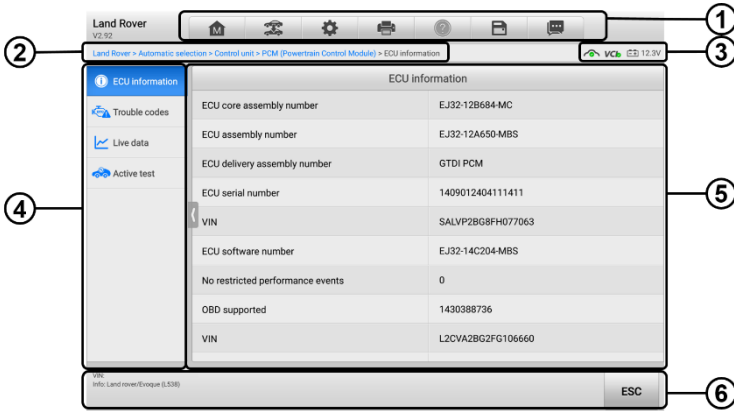 Land Rover
V2.92
1
Land Rover > Automatic selection > Control unit > PCM (Powertrain Control Module) > ECU information
2
VCI
12.3V
3
ECU information
Trouble codes
Live data
Active test
4
ECU information
ECU core assembly number EJ32-12B684-MC
ECU assembly number EJ32-12A650-MBS
ECU delivery assembly number GTDI PCM
ECU serial number 1409012404111411
VIN SALVP2BG8FH077063
ECU software number EJ32-14C204-MBS
No restricted performance events 0
OBD supported 1430388736
VIN L2CVA2BG2FG106660
5
VIN:
Info: Land rover/Evoque (L538)
ESC
6